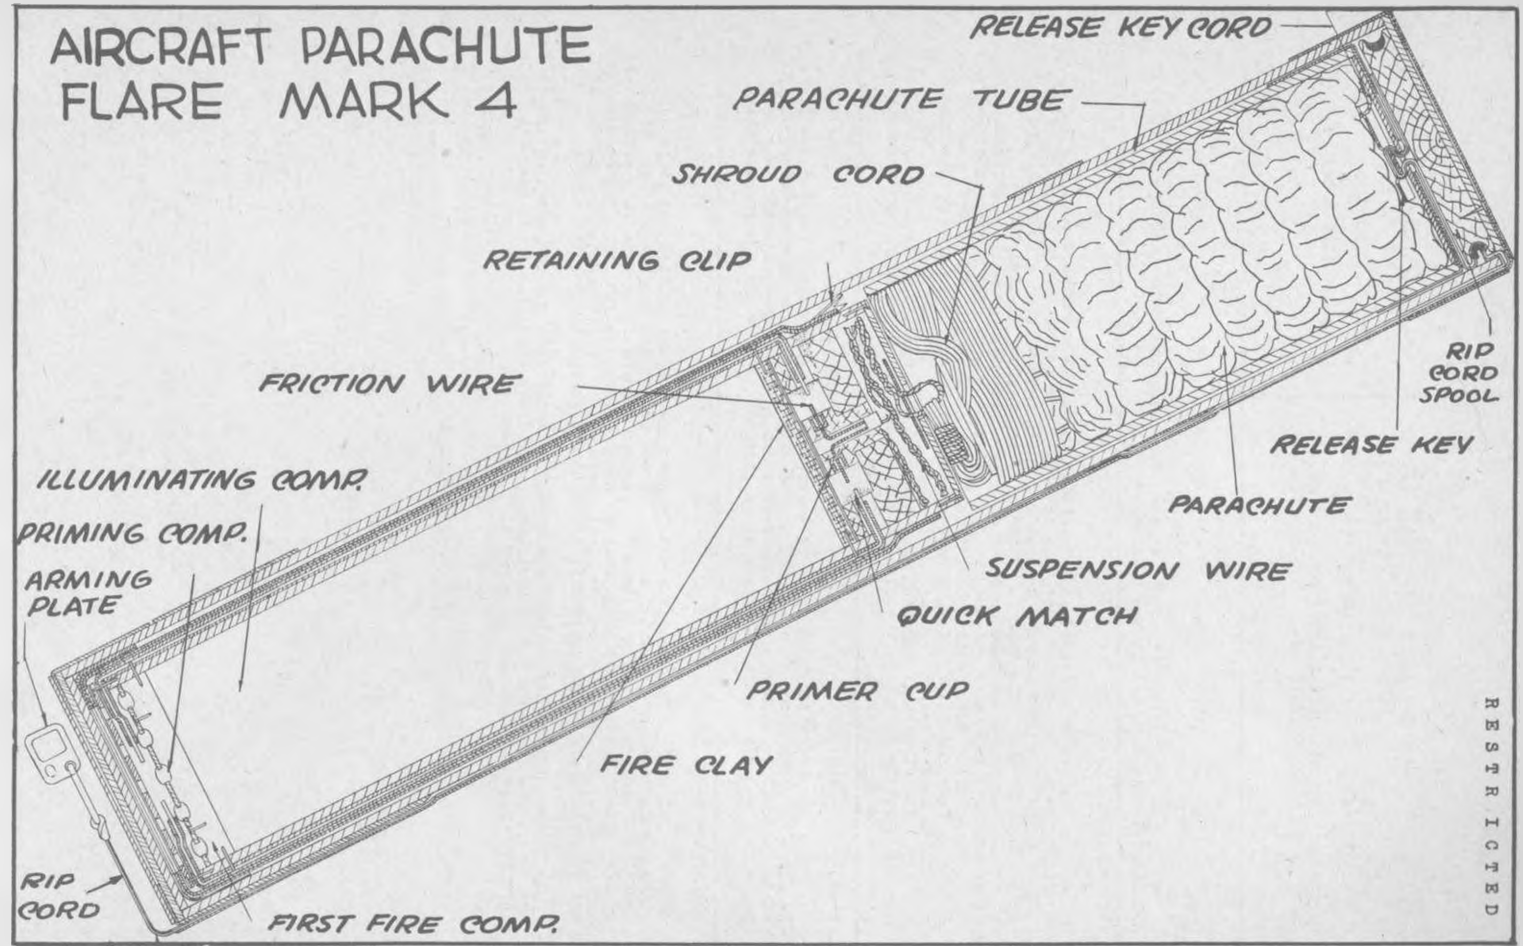 AIRCRAFT PARACHUTE
FLARE MARK 4
RELEASE KEY CORD
PARACHUTE TUBE
SHROUD CORD
RETAINING CLIP
FRICTION WIRE
ILLUMINATING COMP.
PRIMING COMP.
ARMING
PLATE
RIP
CORD
SPOOL
RELEASE KEY
PARACHUTE
SUSPENSION WIRE
QUICK MATCH
PRIMER CUP
FIRE CLAY
RIP
CORD
FIRST FIRE COMP.
RESTRICTED